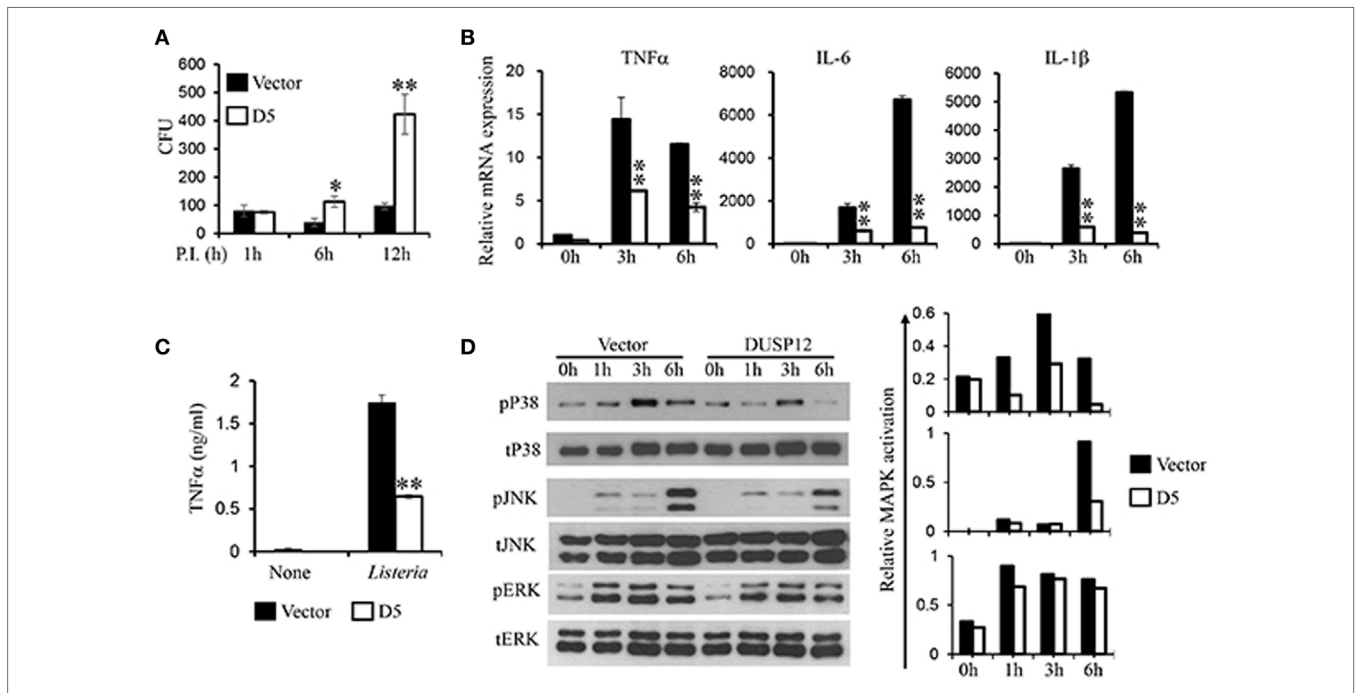 A
600
500
400
300
200
100
0
CFU
Vector
D5
*
**
P.I. (h) 1h 6h 12h
B
Relative mRNA expression
TNFα
20
15
10
5
0
**
**
0h 3h 6h
IL-6
8000
6000
4000
2000
0
**
**
0h 3h 6h
IL-1β
6000
5000
4000
3000
2000
1000
0
**
**
0h 3h 6h
C
TNFα (ng/ml)
2
1.5
1
0.5
0
**
None Listeria
Vector D5
D
Vector DUSP12
0h 1h 3h 6h 0h 1h 3h 6h
pP38
tP38
pJNK
tJNK
pERK
tERK
Relative MAPK activation
0.6
0.4
0.2
0
1
0.5
0
1
0.5
0
0h 1h 3h 6h
Vector
D5